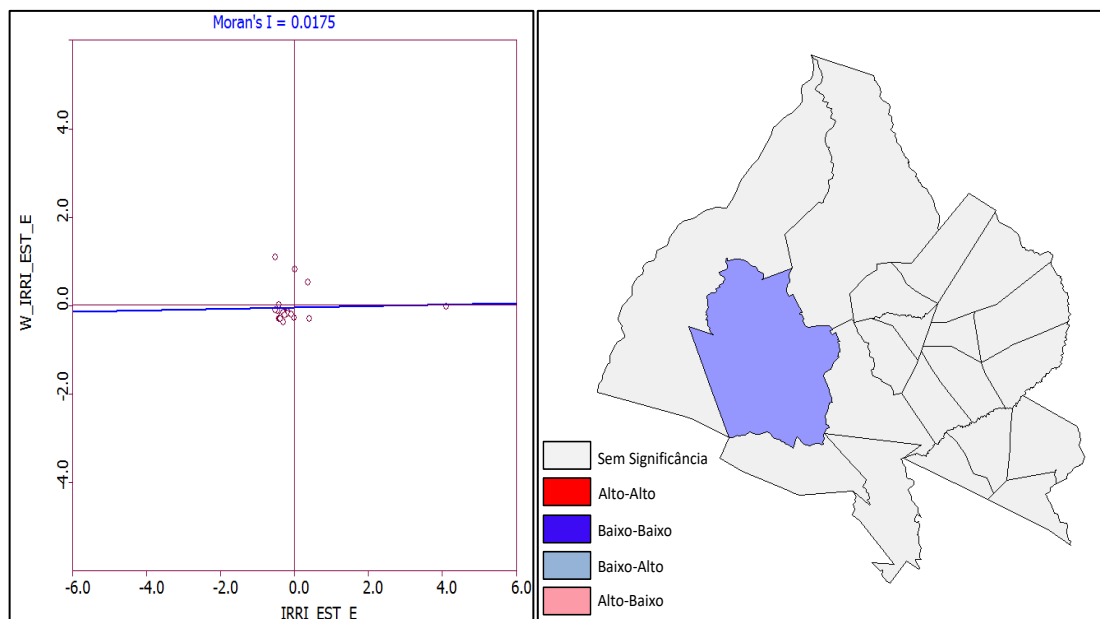 Moran's I = 0.0175
W_IRRI_EST_E
4.0
2.0
0.0
-2.0
-4.0
-6.0 -4.0 -2.0 0.0 2.0 4.0 6.0
IRRI_EST_E
Sem Significância
Alto-Alto
Baixo-Baixo
Baixo-Alto
Alto-Baixo